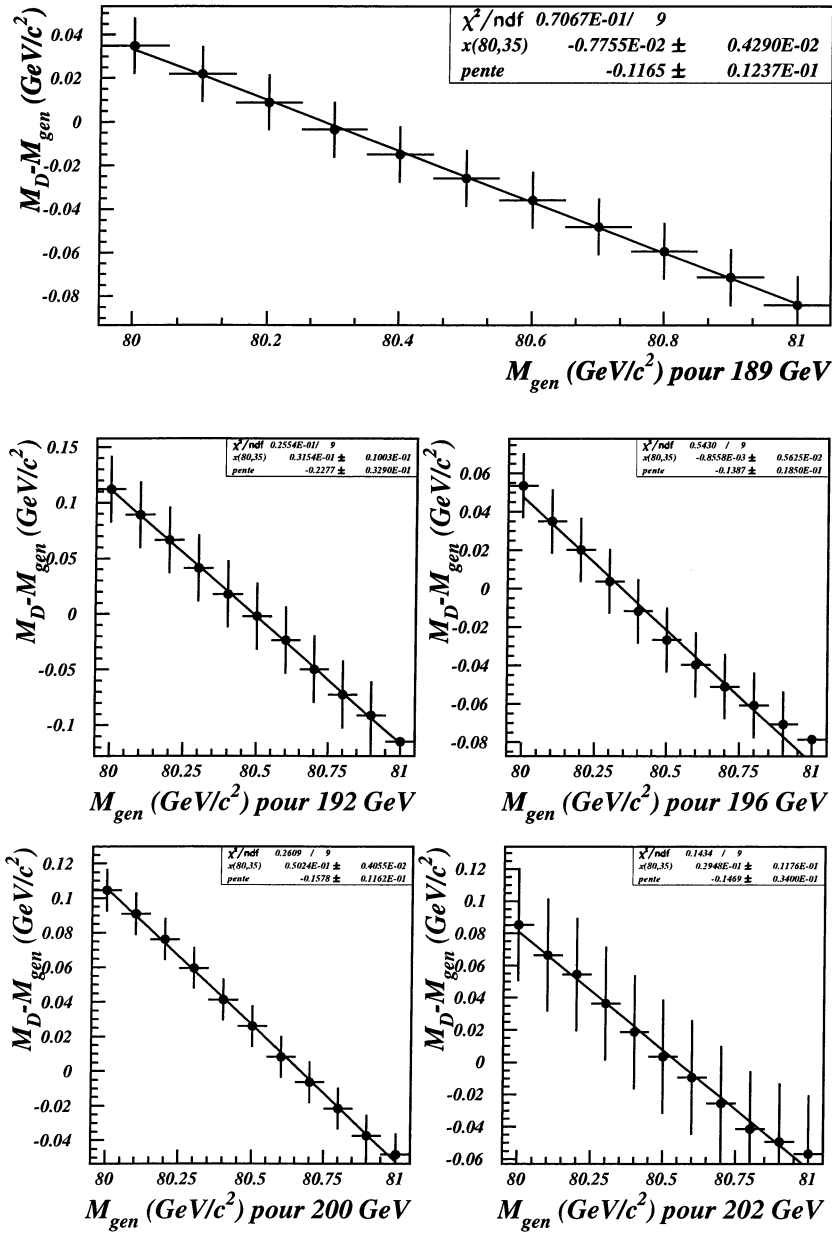 χ²/ndf 0.7067E-01/ 9
x(80,35) -0.7755E-02 ± 0.4290E-02
pente -0.1165 ± 0.1237E-01
M_D-M_gen (GeV/c²)
0.04
0.02
0
-0.02
-0.04
-0.06
-0.08
80 80.2 80.4 80.6 80.8 81
M_gen (GeV/c²) pour 189 GeV
χ²/ndf 0.2554E-01/ 9
x(80,35) 0.3154E-01 ± 0.1003E-01
pente -0.2277 ± 0.3290E-01
M_D-M_gen (GeV/c²)
0.15
0.1
0.05
0
-0.05
-0.1
80 80.25 80.5 80.75 81
M_gen (GeV/c²) pour 192 GeV
χ²/ndf 0.5430 / 9
x(80,35) -0.8558E-03 ± 0.5625E-02
pente -0.1387 ± 0.1850E-01
M_D-M_gen (GeV/c²)
0.06
0.04
0.02
0
-0.02
-0.04
-0.06
-0.08
80 80.25 80.5 80.75 81
M_gen (GeV/c²) pour 196 GeV
χ²/ndf 0.2609 / 9
x(80,35) 0.5024E-01 ± 0.4055E-02
pente -0.1578 ± 0.1162E-01
M_D-M_gen (GeV/c²)
0.12
0.1
0.08
0.06
0.04
0.02
0
-0.02
-0.04
80 80.25 80.5 80.75 81
M_gen (GeV/c²) pour 200 GeV
χ²/ndf 0.1434 / 9
x(80,35) 0.2948E-01 ± 0.1176E-01
pente -0.1469 ± 0.3400E-01
M_D-M_gen (GeV/c²)
0.12
0.1
0.08
0.06
0.04
0.02
0
-0.02
-0.04
-0.06
80 80.25 80.5 80.75 81
M_gen (GeV/c²) pour 202 GeV